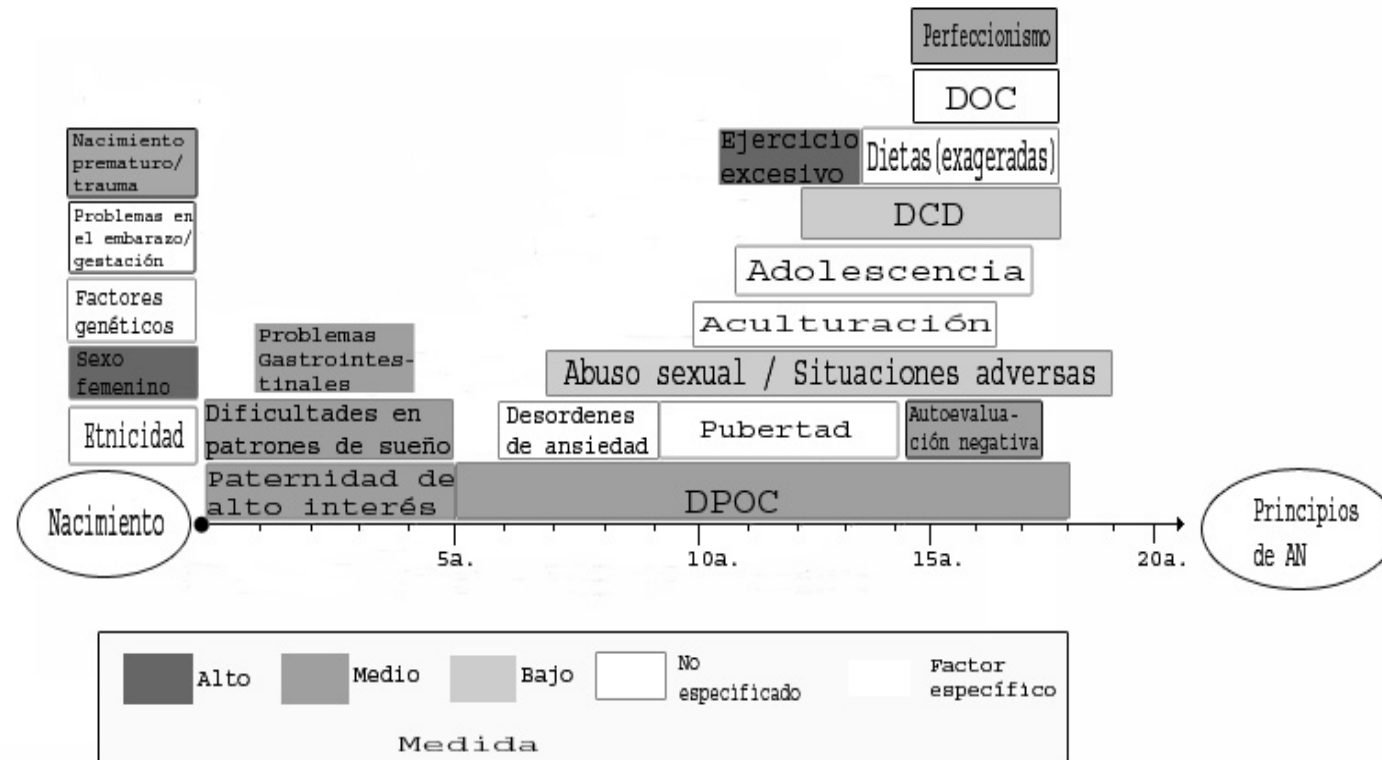 Perfeccionismo
DOC
Nacimiento
prematuro/
trauma
Ejercicio
excesivo
Dietas(exageradas)
Problemas en
el embarazo/
gestación
DCD
Adolescencia
Factores
genéticos
Aculturación
Problemas
Gastrointes-
tinales
Sexo
femenino
Abuso sexual / Situaciones adversas
Etnicidad
Dificultades en
patrones de sueño
Desordenes
de ansiedad
Pubertad
Autoevalua-
ción negativa
Paternidad de
alto interés
DPOC
Nacimiento
Principios
de AN
5a.
10a.
15a.
20a.
Alto
Medio
Bajo
No
especificado
Factor
específico
Medida